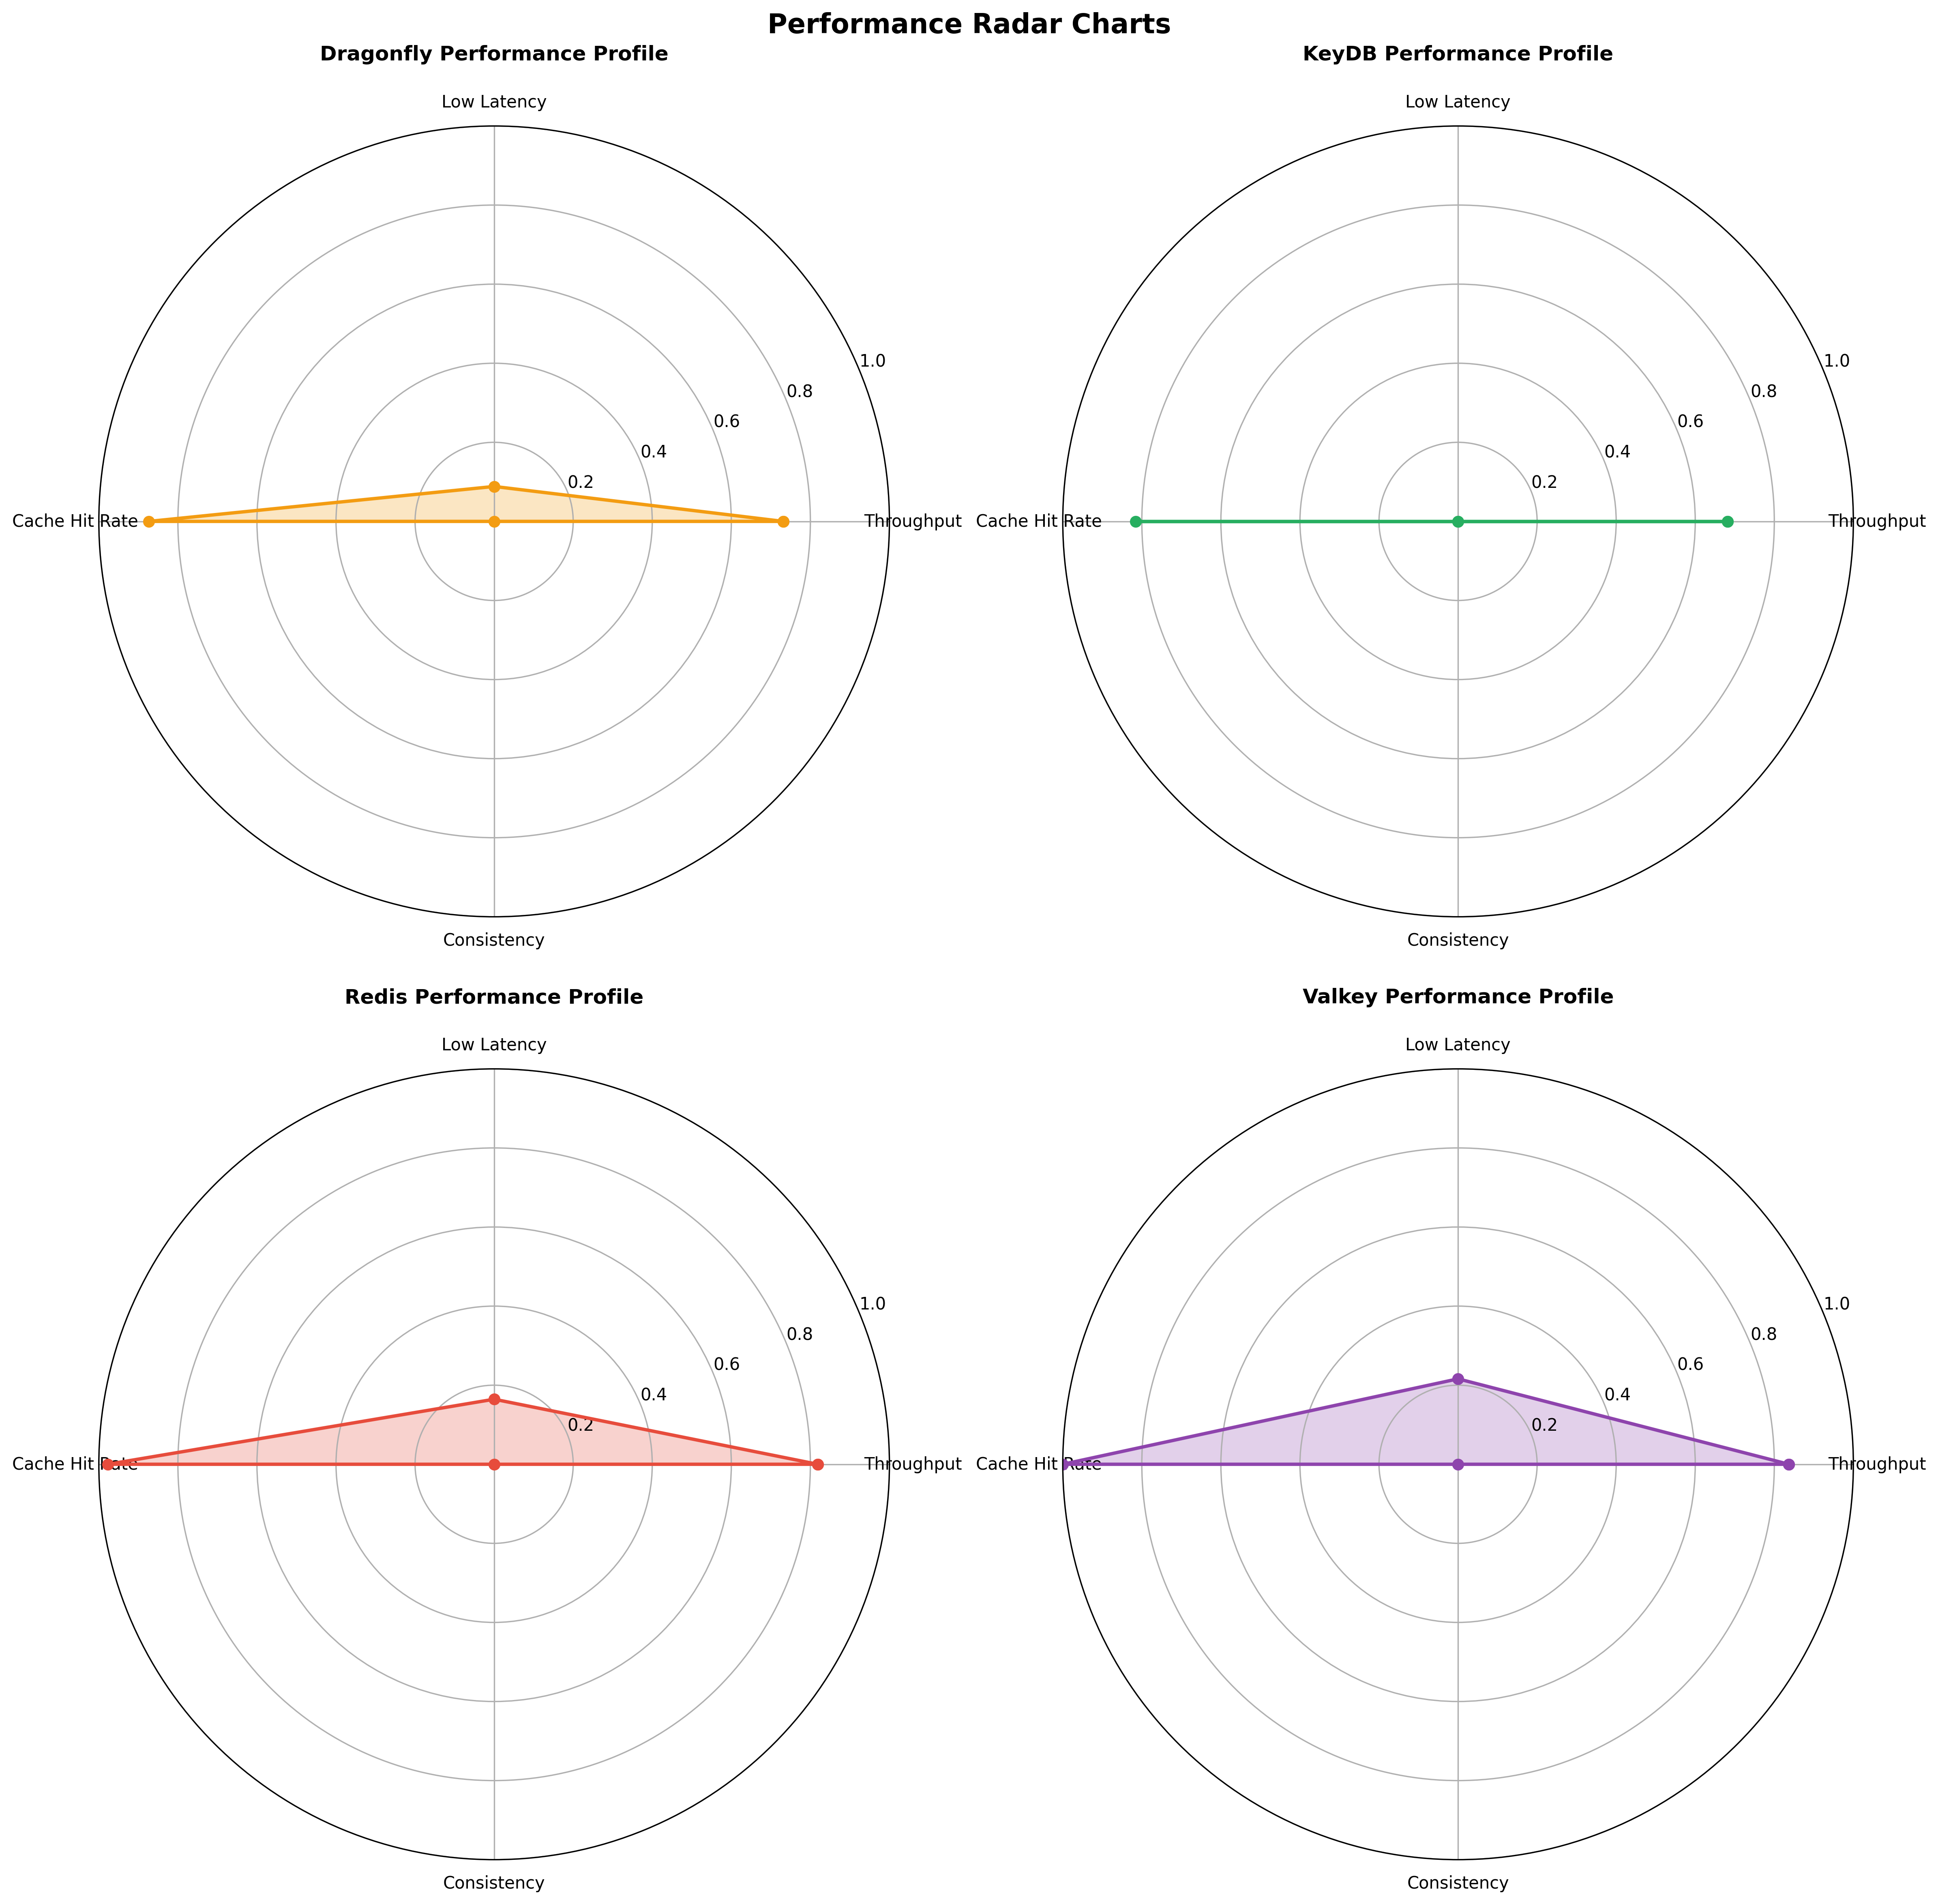 Performance Radar Charts
Dragonfly Performance Profile
Low Latency
1.0
0.8
0.6
0.4
0.2
Cache Hit Rate
Throughput
Consistency
KeyDB Performance Profile
Low Latency
1.0
0.8
0.6
0.4
0.2
Cache Hit Rate
Throughput
Consistency
Redis Performance Profile
Low Latency
1.0
0.8
0.6
0.4
0.2
Cache Hit Rate
Throughput
Consistency
Valkey Performance Profile
Low Latency
1.0
0.8
0.6
0.4
0.2
Cache Hit Rate
Throughput
Consistency